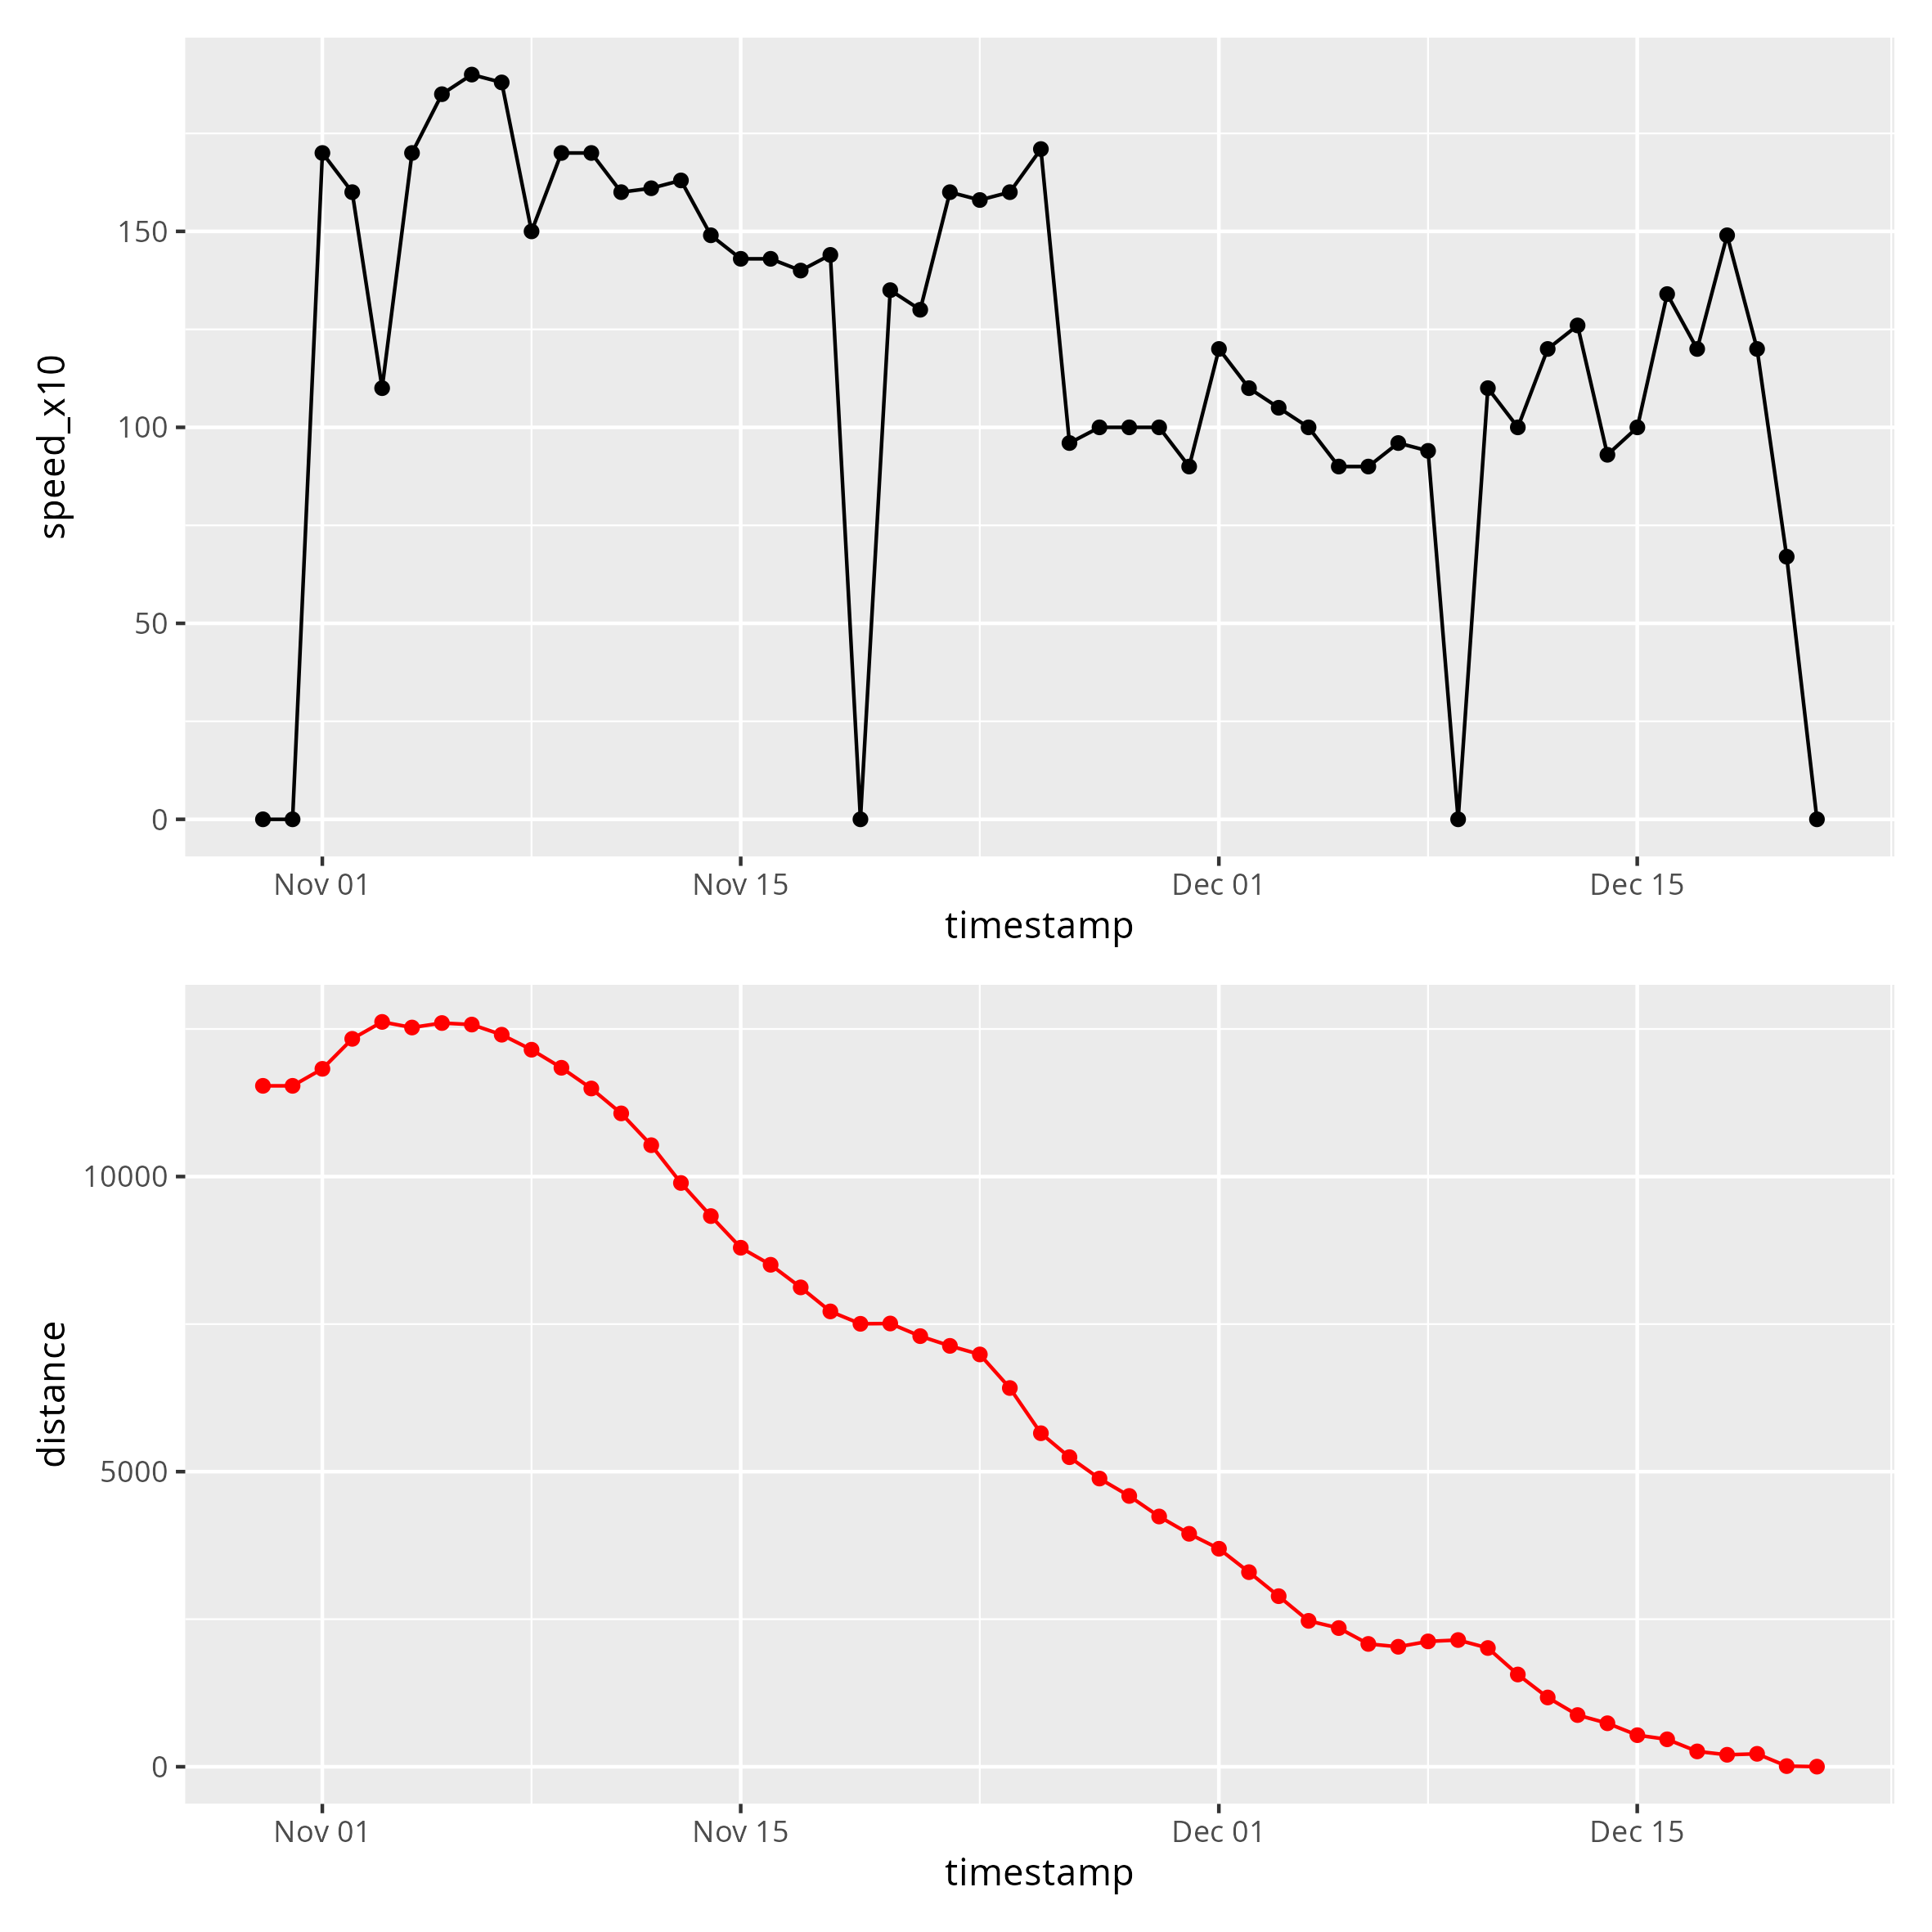 speed_x10
150
100
50
0
Nov 01 Nov 15 Dec 01 Dec 15
timestamp
distance
10000
5000
0
Nov 01 Nov 15 Dec 01 Dec 15
timestamp